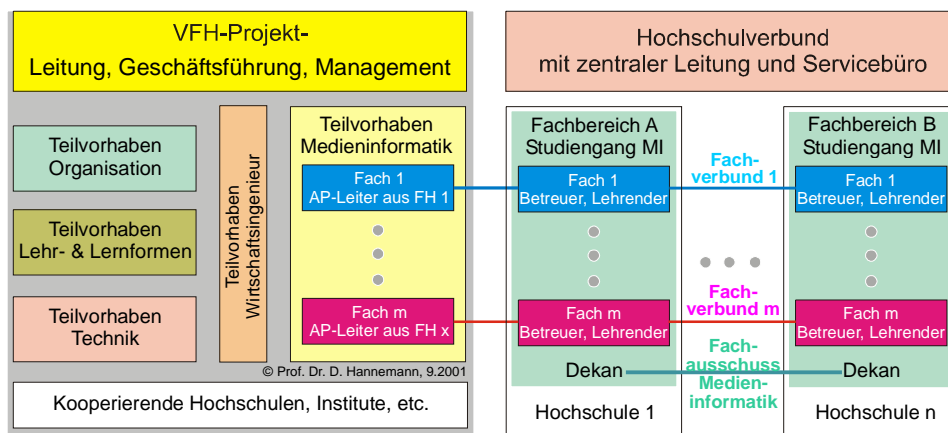 VFH-Projekt-
Leitung, Geschäftsführung, Management
Teilvorhaben
Organisation
Teilvorhaben
Lehr- & Lernformen
Teilvorhaben
Technik
Teilvorhaben
Wirtschaftsingenieur
Teilvorhaben
Medieninformatik
Fach 1
AP-Leiter aus FH 1
Fach m
AP-Leiter aus FH x
© Prof. Dr. D. Hannemann, 9.2001
Kooperierende Hochschulen, Institute, etc.
Hochschulverbund
mit zentraler Leitung und Servicebüro
Fachbereich A
Studiengang MI
Fach 1
Betreuer, Lehrender
Fach m
Betreuer, Lehrender
Dekan
Hochschule 1
Fach-
verbund 1
Fach-
verbund m
Fach-
ausschuss
Medien-
informatik
Fachbereich B
Studiengang MI
Fach 1
Betreuer, Lehrender
Fach m
Betreuer, Lehrender
Dekan
Hochschule n